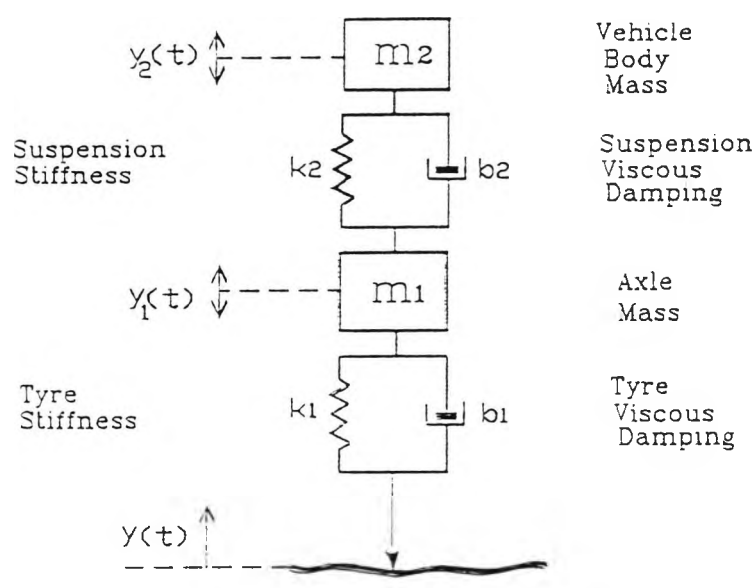 y2(t)
m2
Vehicle
Body
Mass
Suspension
Stiffness
k2
b2
Suspension
Viscous
Damping
y1(t)
m1
Axle
Mass
Tyre
Stiffness
k1
b1
Tyre
Viscous
Damping
y(t)